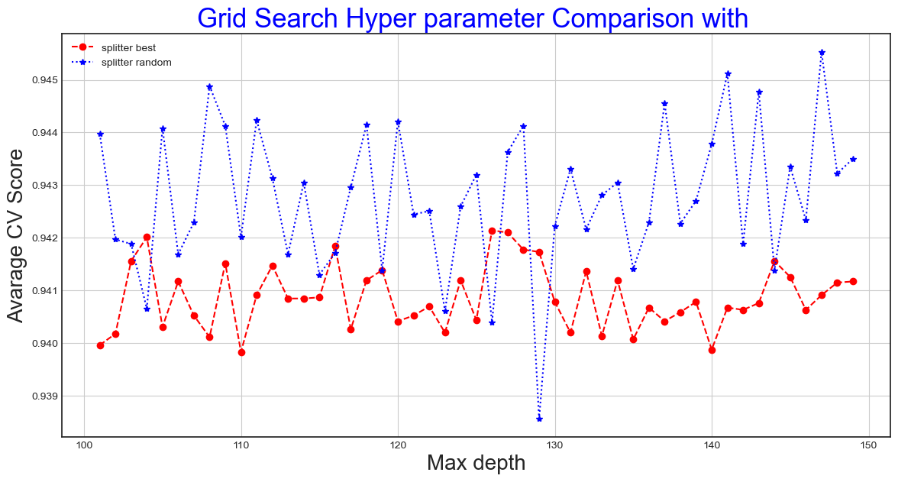 Grid Search Hyper parameter Comparison with
splitter best
splitter random
0.945
0.944
0.943
0.942
0.941
0.940
0.939
Avarage CV Score
100 110 120 130 140 150
Max depth